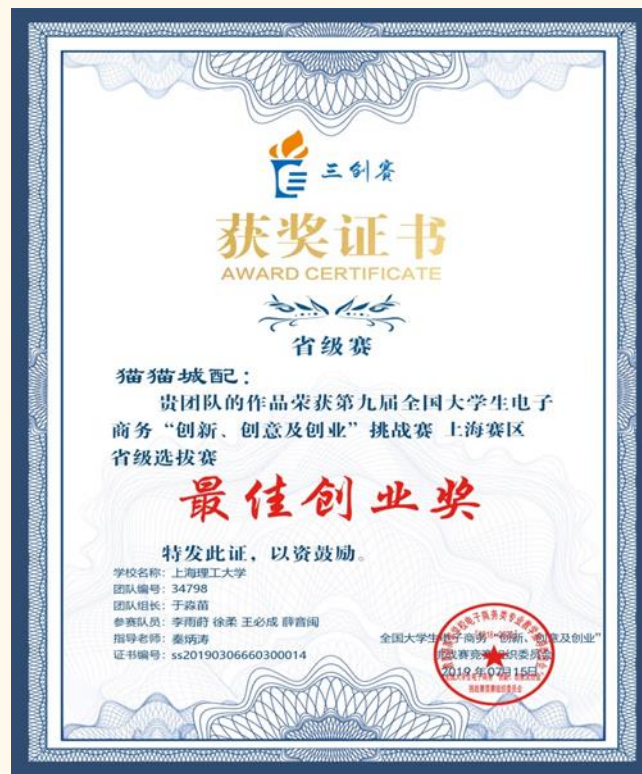 三创赛
获奖证书
AWARD CERTIFICATE
省级赛
猫猫城配：
贵团队的作品荣获第九届全国大学生电子
商务“创新、创意及创业”挑战赛 上海赛区
省级选拔赛
最佳创业奖
特发此证，以资鼓励。
学校名称：上海理工大学
团队编号：34798
团队组长：于淼苗
参赛队员：李雨蔚 徐柔 王必成 薛音闽
指导老师：秦炳涛
证书编号：ss201903066603​00014
全国大学生电子商务“创新、创意及创业”
挑战赛竞赛组织委员会
2019 年 07月 15日